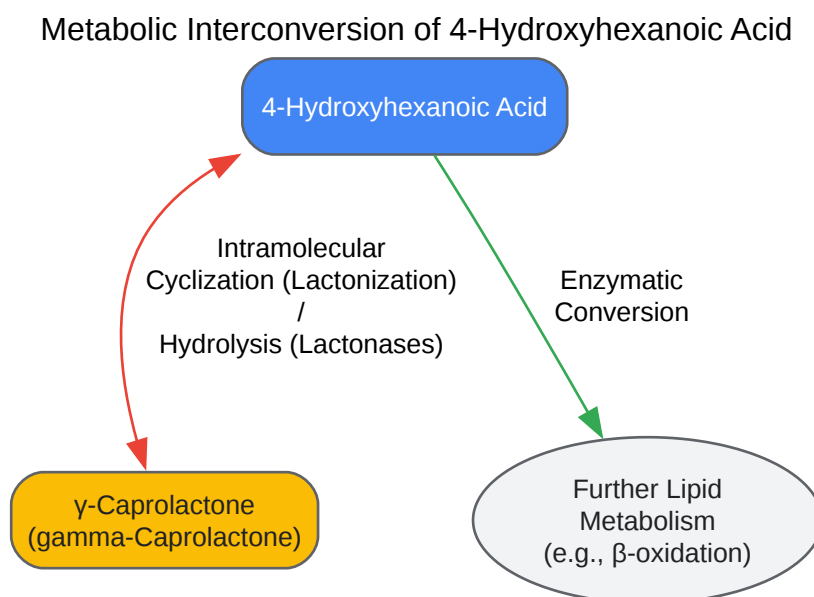 Metabolic Interconversion of 4-Hydroxyhexanoic Acid
4-Hydroxyhexanoic Acid
Intramolecular
Cyclization (Lactonization)
/
Hydrolysis (Lactonases)
Enzymatic
Conversion
γ-Caprolactone
(gamma-Caprolactone)
Further Lipid
Metabolism
(e.g., β-oxidation)